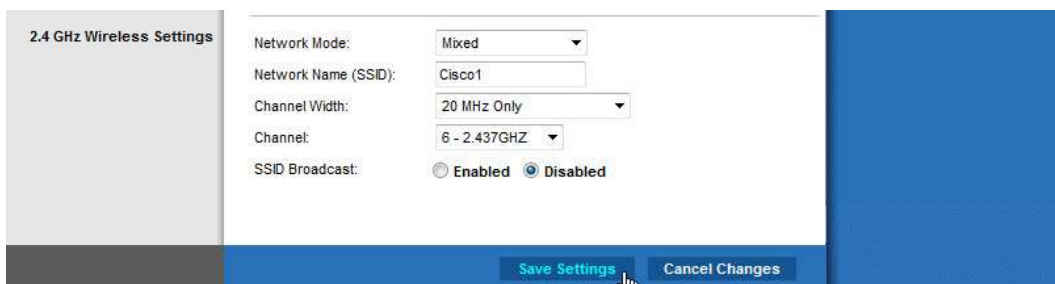 2.4 GHz Wireless Settings
Network Mode: Mixed
Network Name (SSID): Cisco1
Channel Width: 20 MHz Only
Channel: 6 - 2.437GHZ
SSID Broadcast: Enabled Disabled
Save Settings Cancel Changes